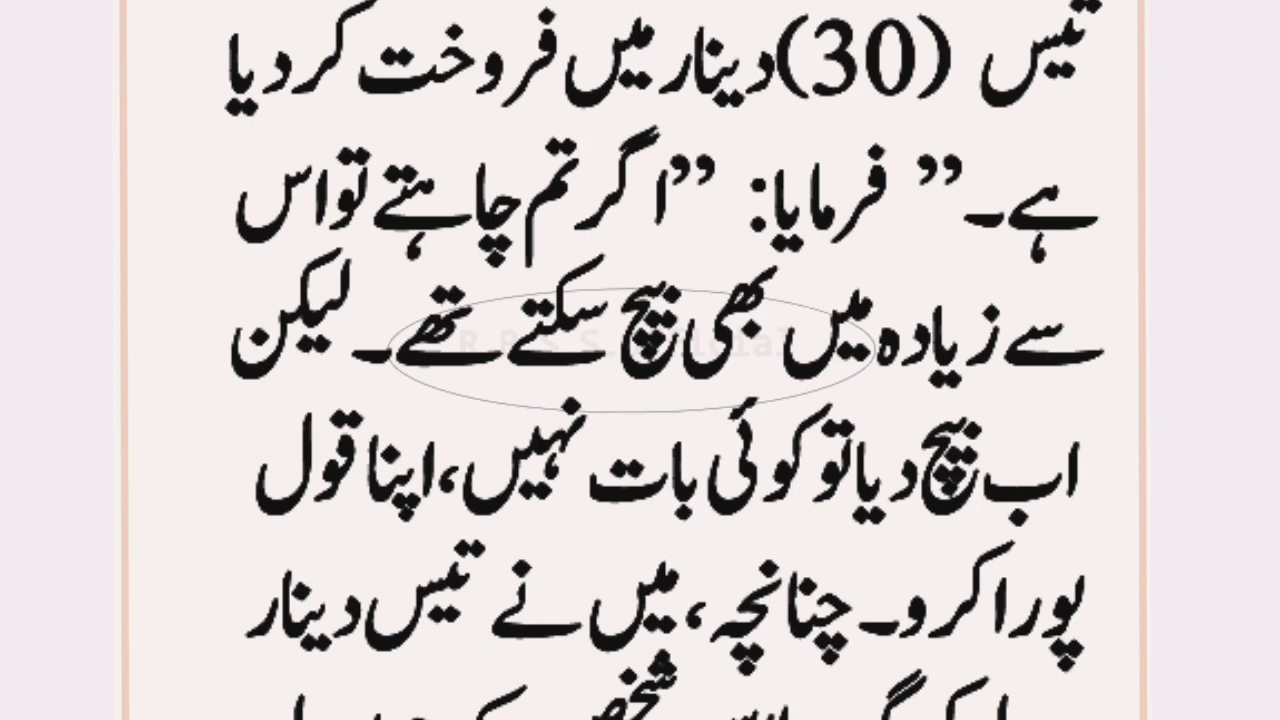 تیس (30) دینار میں فروخت کر دیا
ہے۔” فرمایا: ”اگر تم چاہتے تو اس
سے زیادہ میں بھی بیچ سکتے تھے۔ لیکن
اب بیچ دیا تو کوئی بات نہیں، اپنا قول
پورا کرو۔ چنانچہ، میں نے تیس دینار
شخص